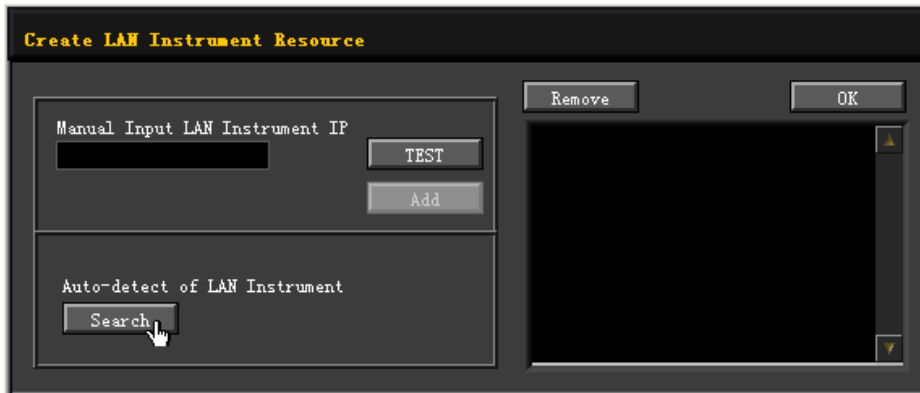 Create LAN Instrument Resource
Manual Input LAN Instrument IP
TEST
Add
Auto-detect of LAN Instrument
Search
Remove
OK